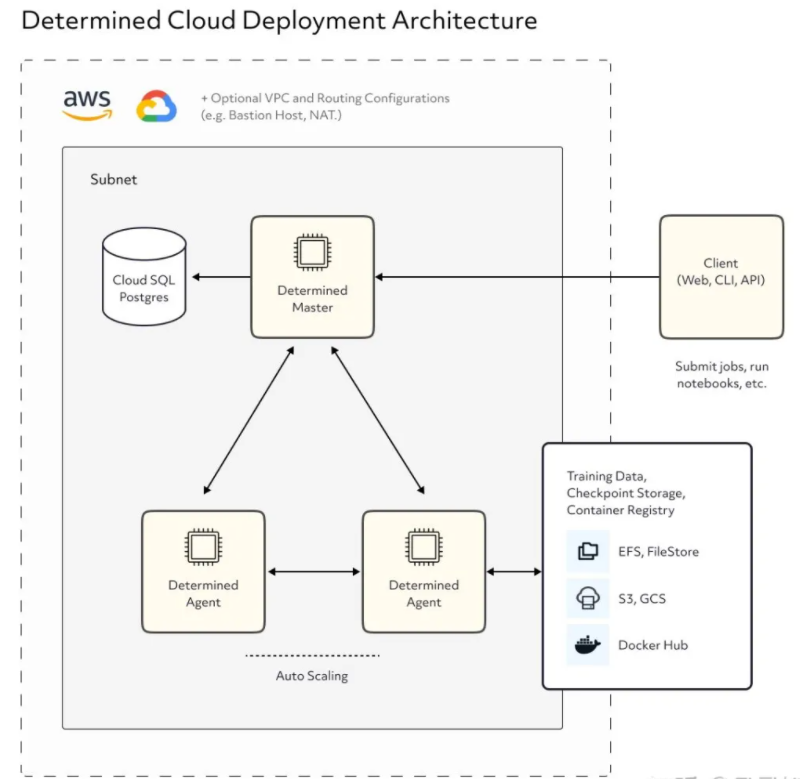 Determined Cloud Deployment Architecture
aws
+ Optional VPC and Routing Configurations
(e.g. Bastion Host, NAT.)
Subnet
Cloud SQL
Postgres
Determined
Master
Client
(Web, CLI, API)
Submit jobs, run
notebooks, etc.
Training Data,
Checkpoint Storage,
Container Registry
EFS, FileStore
S3, GCS
Docker Hub
Determined
Agent
Determined
Agent
Auto Scaling